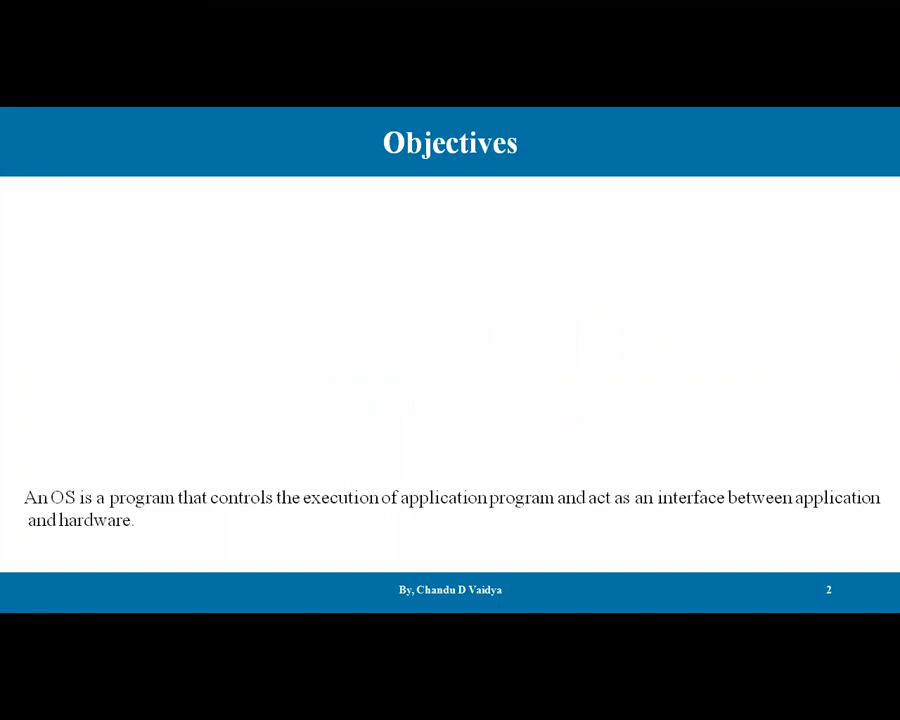 Objectives
An OS is a program that controls the execution of application program and act as an interface between application
and hardware.
By, Chandu D Vaidya
2